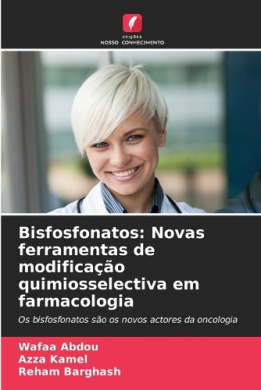 edições
NOSSO CONHECIMENTO
Bisfosfonatos: Novas
ferramentas de
modificação
quimiosselectiva em
farmacologia
Os bisfosfonatos são os novos actores da oncologia
Wafaa Abdou
Azza Kamel
Reham Barghash